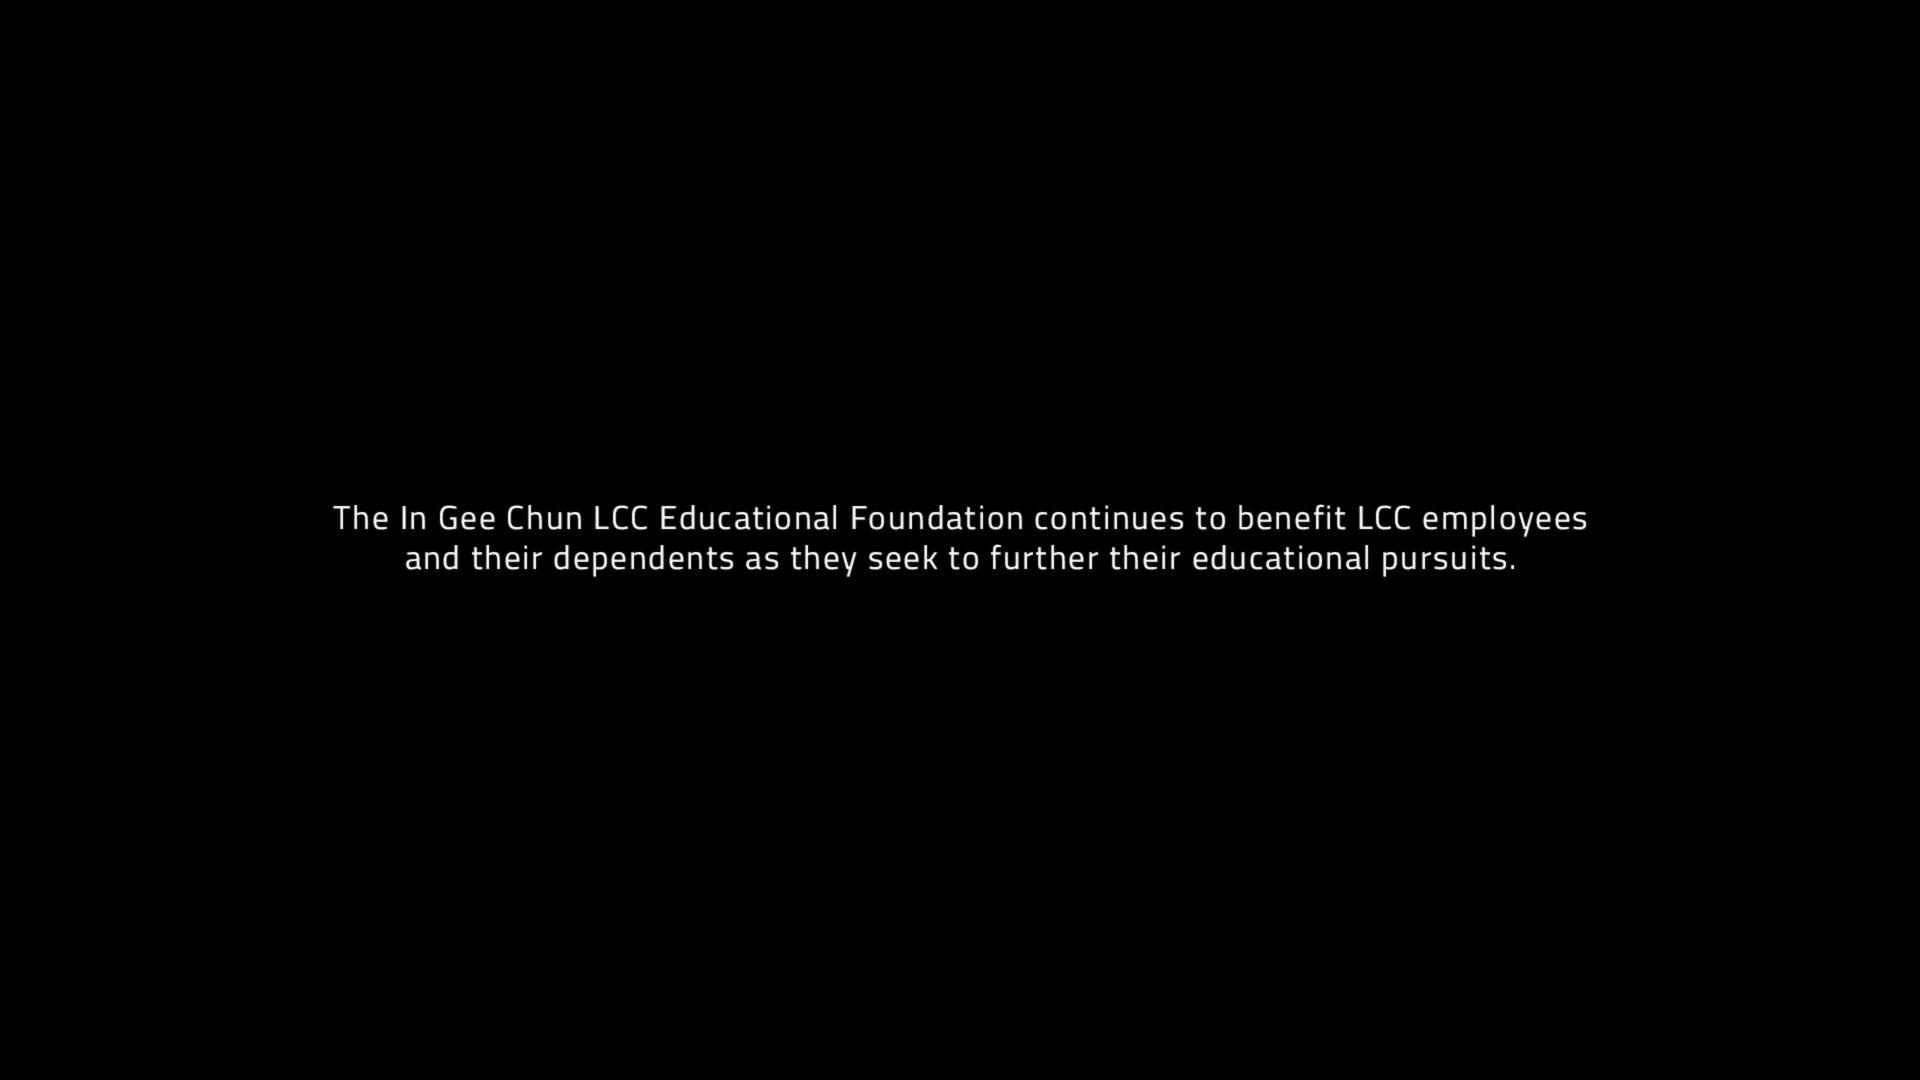 The In Gee Chun LCC Educational Foundation continues to benefit LCC employees
and their dependents as they seek to further their educational pursuits.